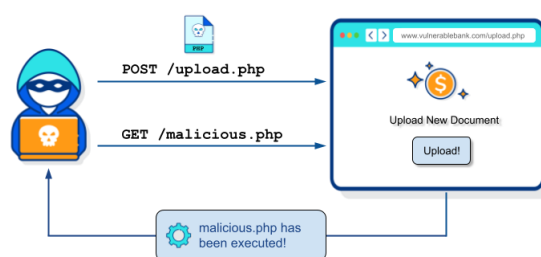 PHP
POST /upload.php
GET /malicious.php
www.vulnerablebank.com/upload.php
$
Upload New Document
Upload!
malicious.php has
been executed!